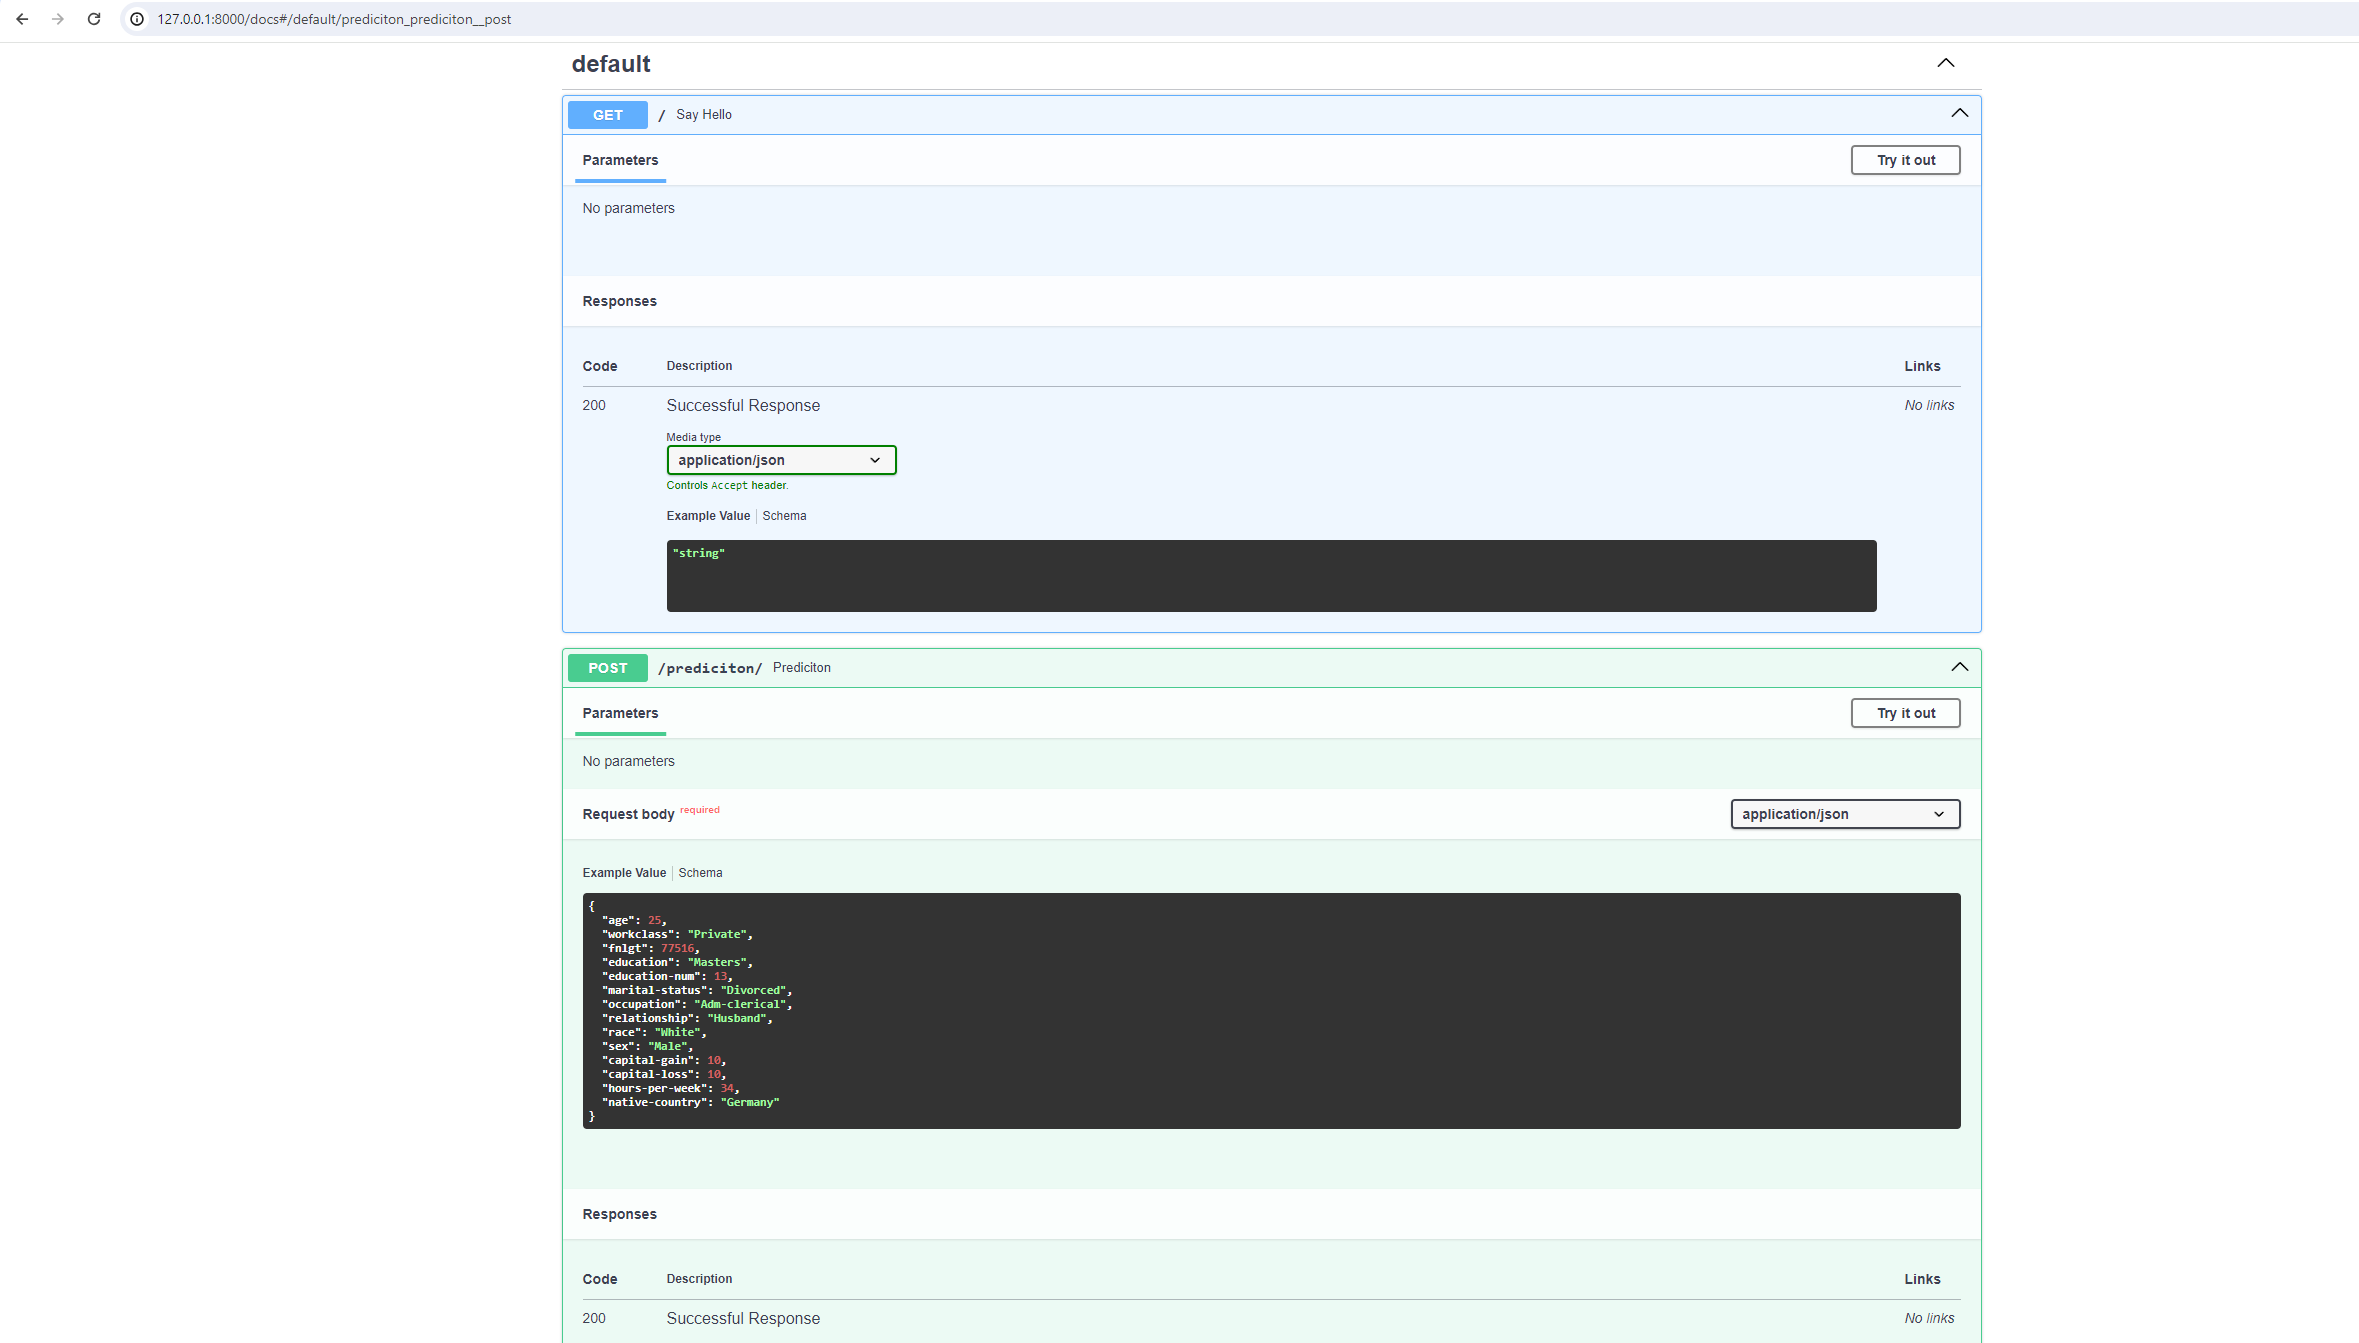 127.0.0.1:8000/docs#/default/prediciton_prediciton__post
default
GET / Say Hello
Parameters Try it out
No parameters
Responses
Code Description Links
200 Successful Response No links
Media type
application/json
Controls Accept header.
Example Value Schema
"string"
POST /prediciton/ Prediciton
Parameters Try it out
No parameters
Request body required application/json
Example Value Schema
{
"age": 25,
"workclass": "Private",
"fnlgt": 77516,
"education": "Masters",
"education-num": 13,
"marital-status": "Divorced",
"occupation": "Adm-clerical",
"relationship": "Husband",
"race": "White",
"sex": "Male",
"capital-gain": 10,
"capital-loss": 10,
"hours-per-week": 34,
"native-country": "Germany"
}
Responses
Code Description Links
200 Successful Response No links